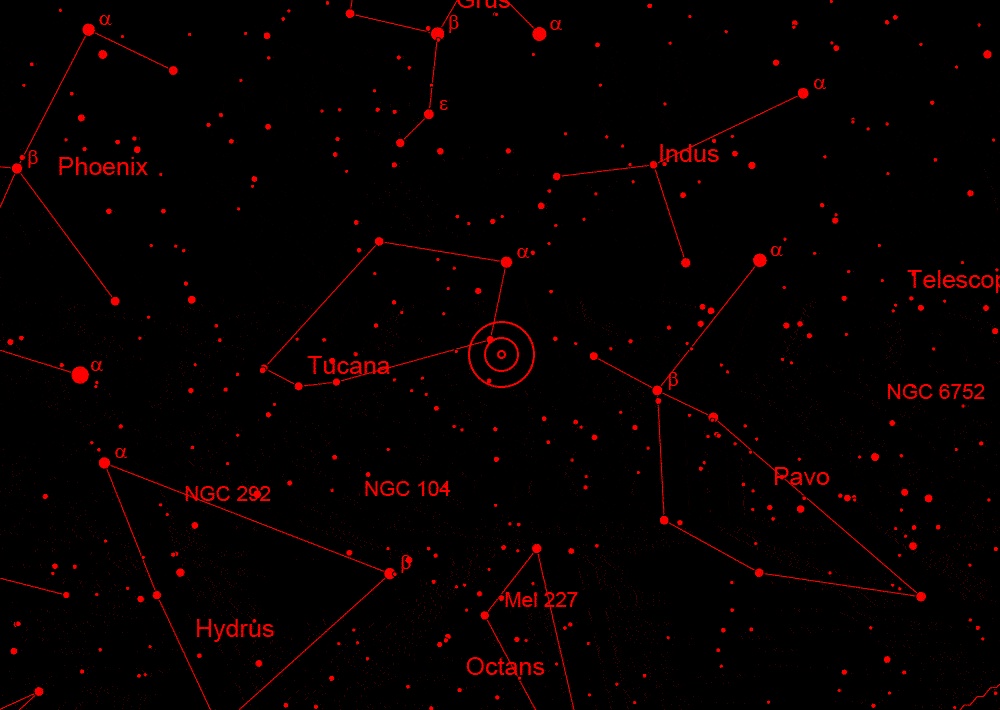 Grus
α
β
α
α
ε
β
Phoenix
Indus
α
α
Telescop
α
Tucana
β
NGC 6752
α
NGC 292
NGC 104
Pavo
β
Mel 227
Hydrus
Octans